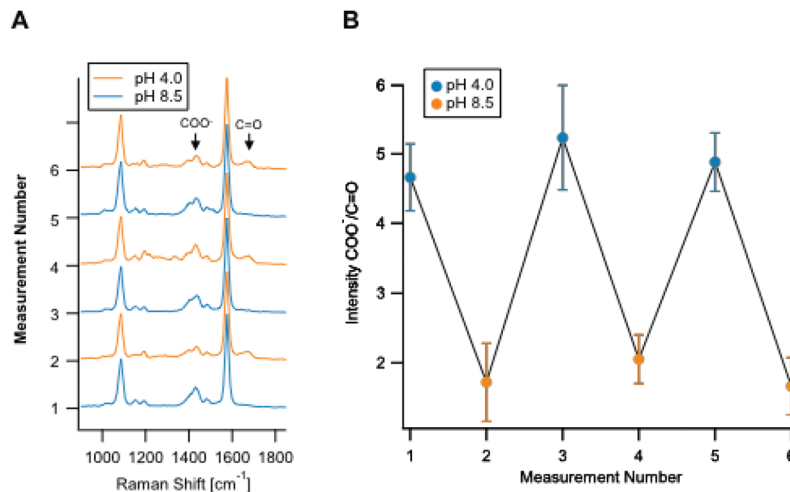 A
pH 4.0
pH 8.5
COO⁻
C=O
6
5
4
3
2
1
Measurement Number
1000 1200 1400 1600 1800
Raman Shift [cm⁻¹]
B
pH 4.0
pH 8.5
6
5
4
3
2
Intensity COO⁻/C=O
1 2 3 4 5 6
Measurement Number